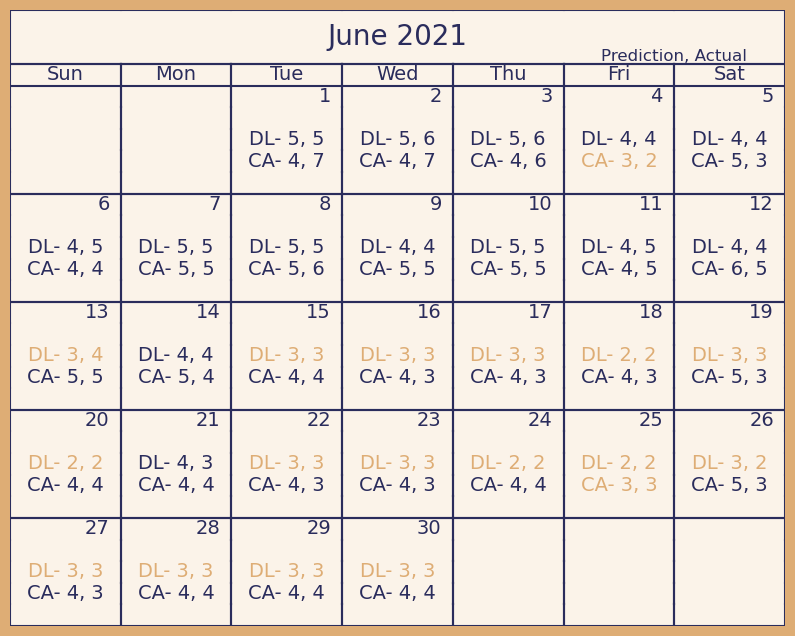 June 2021
Prediction, Actual
Sun Mon Tue Wed Thu Fri Sat
1 2 3 4 5
DL- 5, 5 DL- 5, 6 DL- 5, 6 DL- 4, 4 DL- 4, 4
CA- 4, 7 CA- 4, 7 CA- 4, 6 CA- 3, 2 CA- 5, 3
6 7 8 9 10 11 12
DL- 4, 5 DL- 5, 5 DL- 5, 5 DL- 4, 4 DL- 5, 5 DL- 4, 5 DL- 4, 4
CA- 4, 4 CA- 5, 5 CA- 5, 6 CA- 5, 5 CA- 5, 5 CA- 4, 5 CA- 6, 5
13 14 15 16 17 18 19
DL- 3, 4 DL- 4, 4 DL- 3, 3 DL- 3, 3 DL- 3, 3 DL- 2, 2 DL- 3, 3
CA- 5, 5 CA- 5, 4 CA- 4, 4 CA- 4, 3 CA- 4, 3 CA- 4, 3 CA- 5, 3
20 21 22 23 24 25 26
DL- 2, 2 DL- 4, 3 DL- 3, 3 DL- 3, 3 DL- 2, 2 DL- 2, 2 DL- 3, 2
CA- 4, 4 CA- 4, 4 CA- 4, 3 CA- 4, 3 CA- 4, 4 CA- 3, 3 CA- 5, 3
27 28 29 30
DL- 3, 3 DL- 3, 3 DL- 3, 3 DL- 3, 3
CA- 4, 3 CA- 4, 4 CA- 4, 4 CA- 4, 4